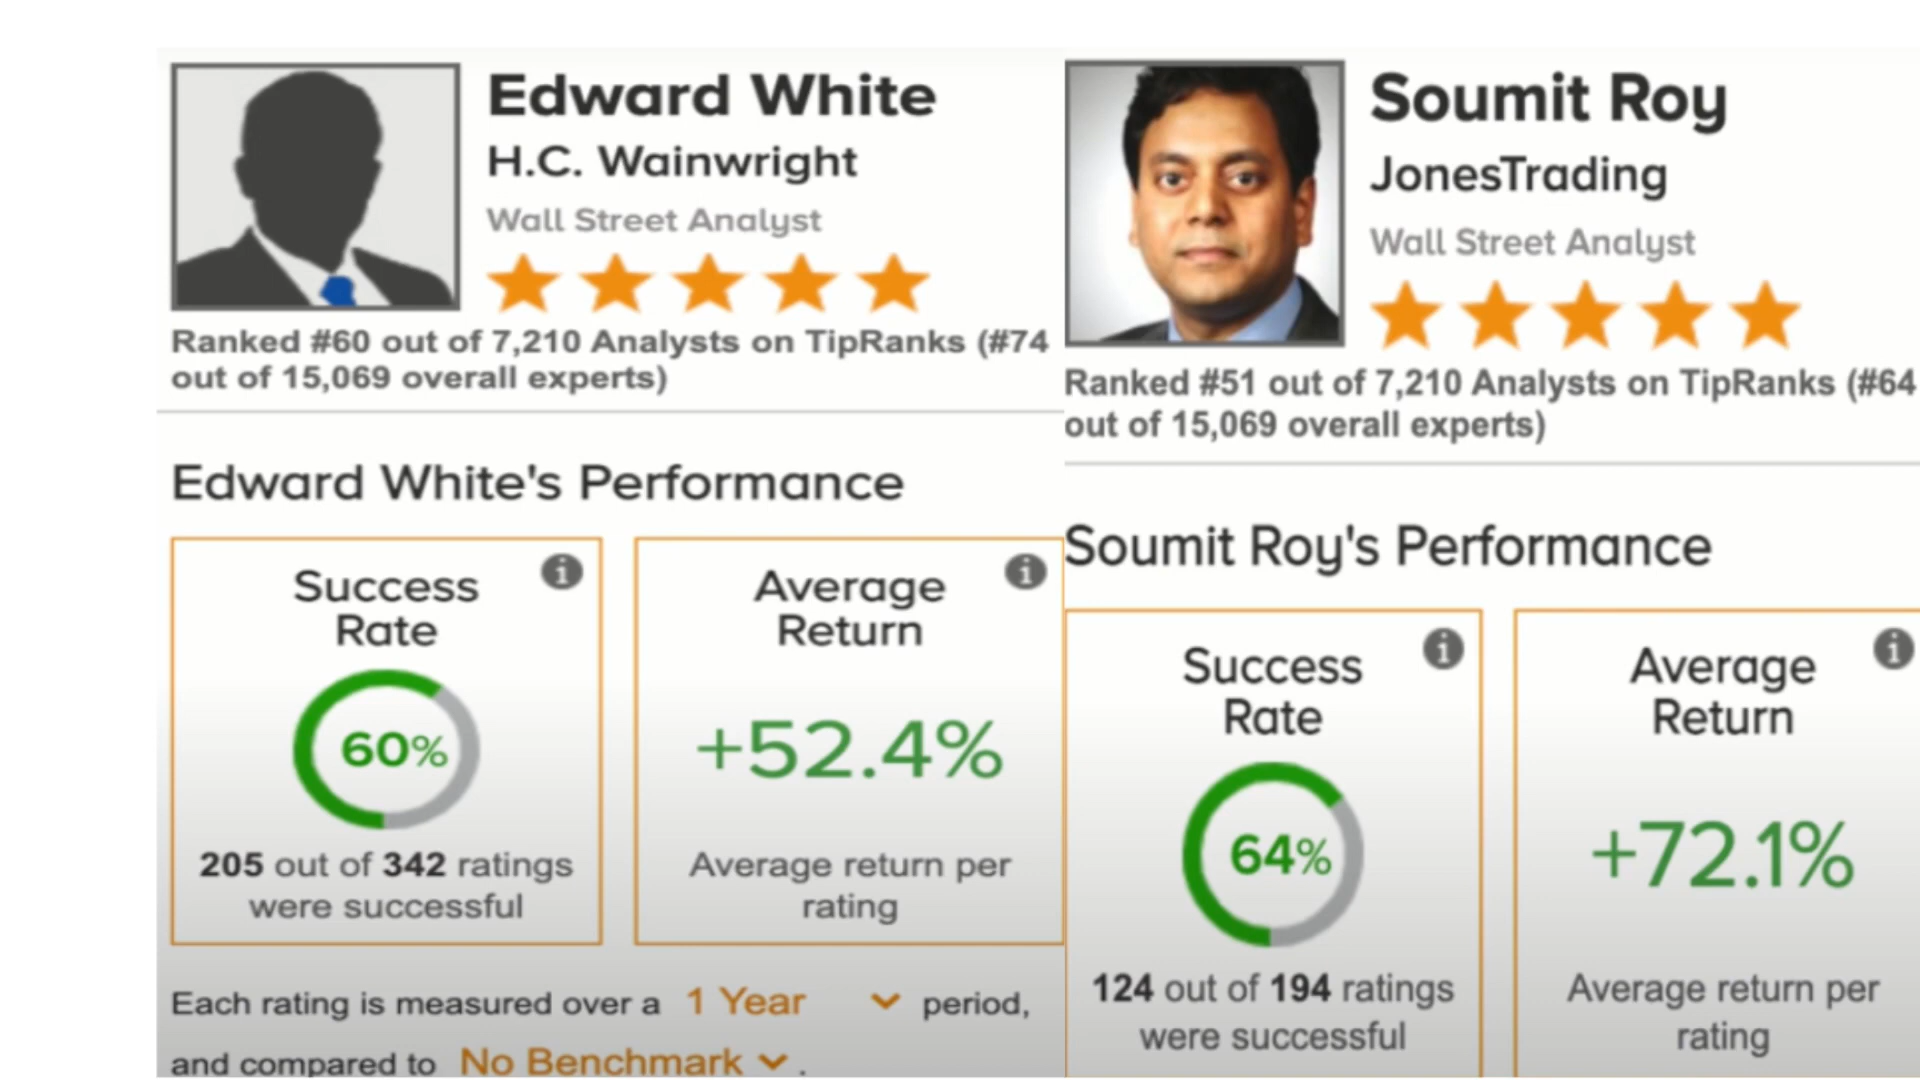 Edward White
H.C. Wainwright
Wall Street Analyst
Ranked #60 out of 7,210 Analysts on TipRanks (#74
out of 15,069 overall experts)
Edward White's Performance
Success
Rate
60%
205 out of 342 ratings
were successful
Average
Return
+52.4%
Average return per
rating
Each rating is measured over a 1 Year period,
and compared to No Benchmark .
Soumit Roy
JonesTrading
Wall Street Analyst
Ranked #51 out of 7,210 Analysts on TipRanks (#64
out of 15,069 overall experts)
Soumit Roy's Performance
Success
Rate
64%
124 out of 194 ratings
were successful
Average
Return
+72.1%
Average return per
rating